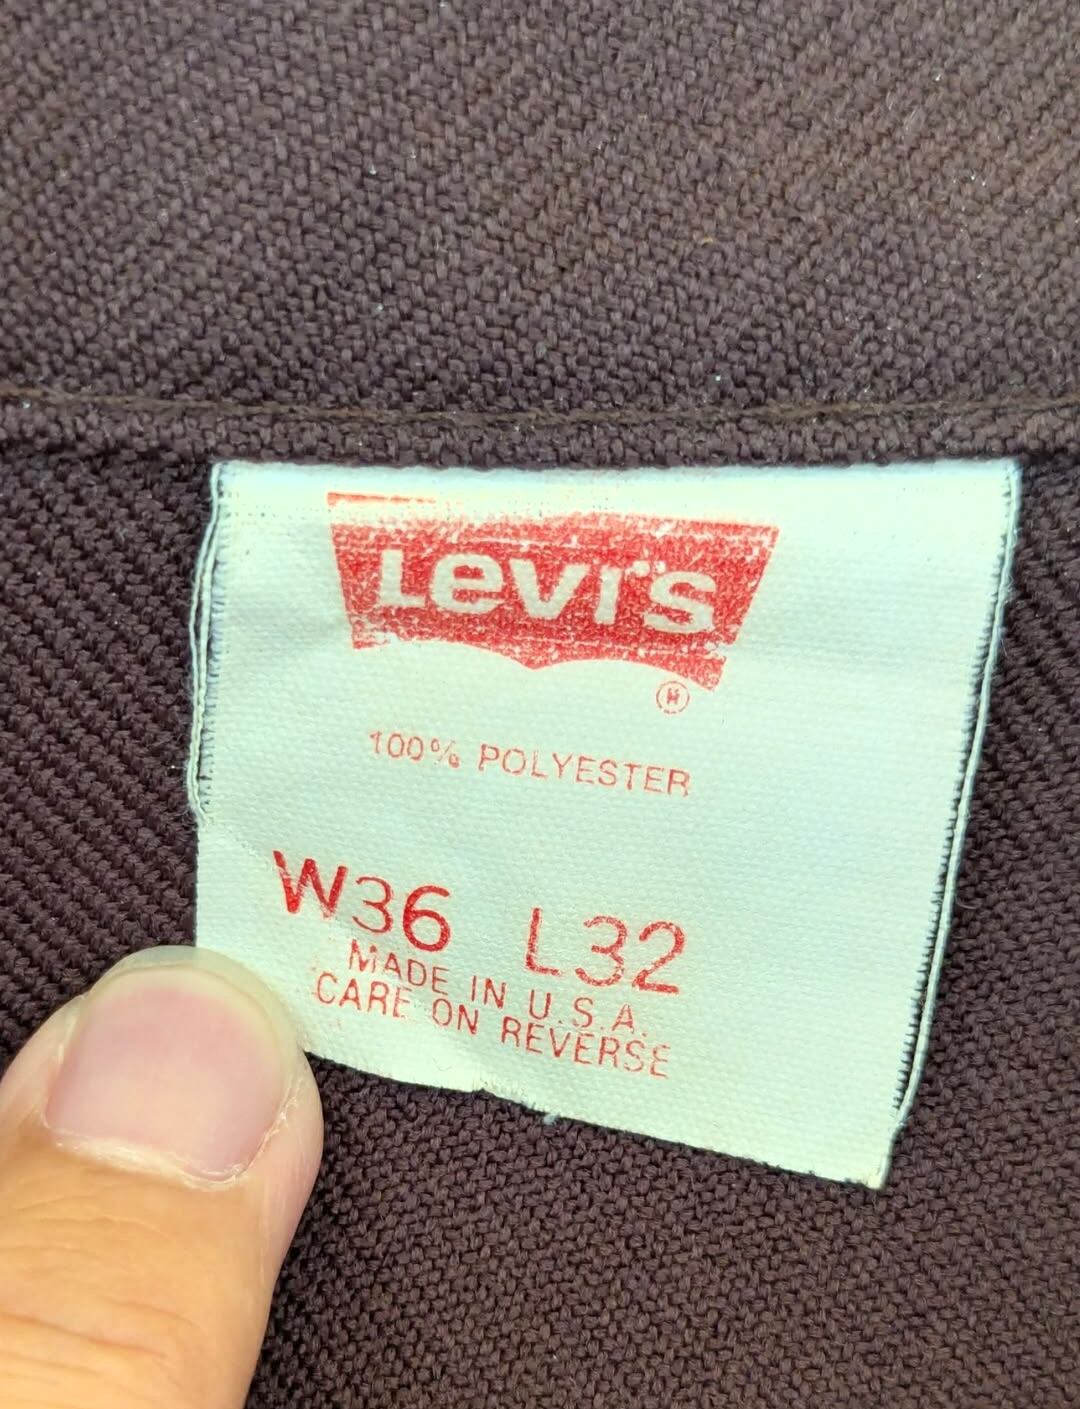 Levi's
®
100% POLYESTER
W36 L32
MADE IN U.S.A.
CARE ON REVERSE